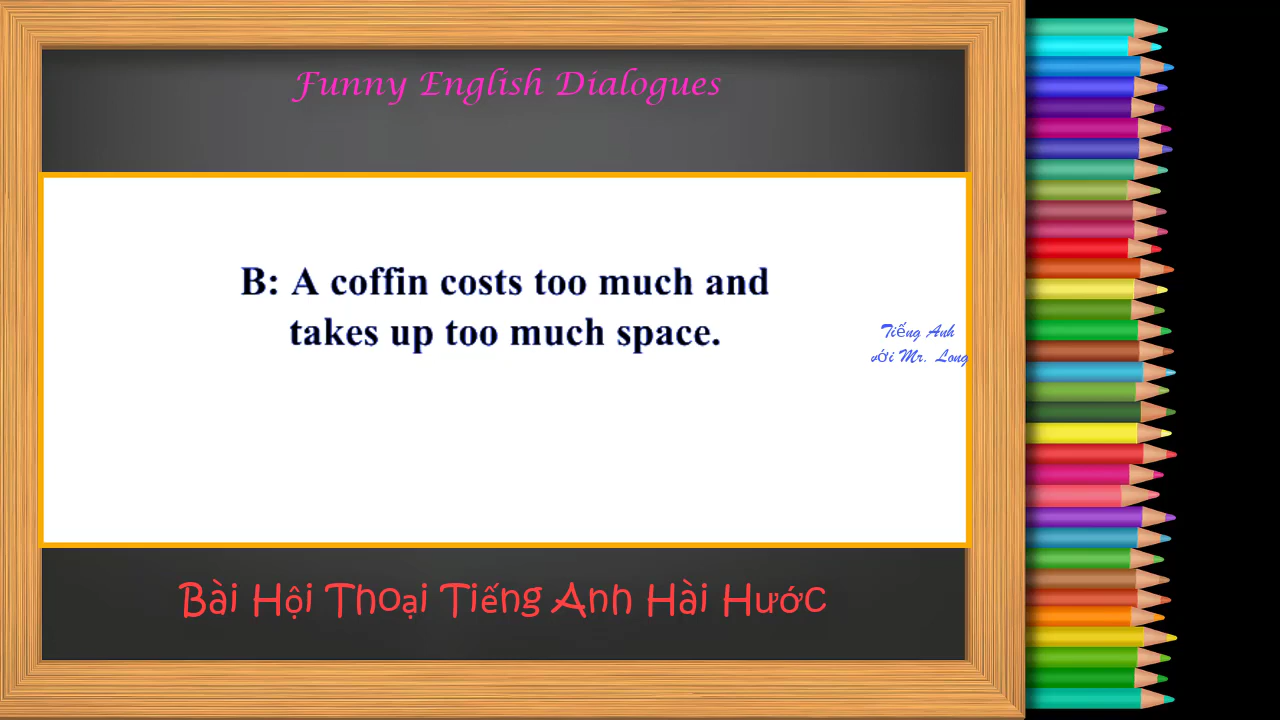 Funny English Dialogues
B: A coffin costs too much and
takes up too much space.
Tiếng Anh
với Mr. Long
Bài Hội Thoại Tiếng Anh Hài Hước